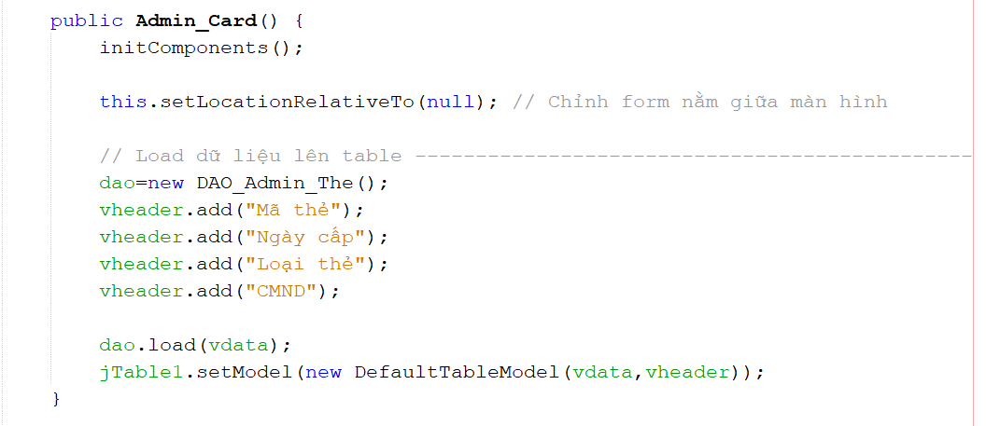 public Admin_Card() {
initComponents();
this.setLocationRelativeTo(null); // Chỉnh form nằm giữa màn hình
// Load dữ liệu lên table ----------------------------------------------
dao=new DAO_Admin_The();
vheader.add("Mã thẻ");
vheader.add("Ngày cấp");
vheader.add("Loại thẻ");
vheader.add("CMND");
dao.load(vdata);
jTable1.setModel(new DefaultTableModel(vdata,vheader));
}